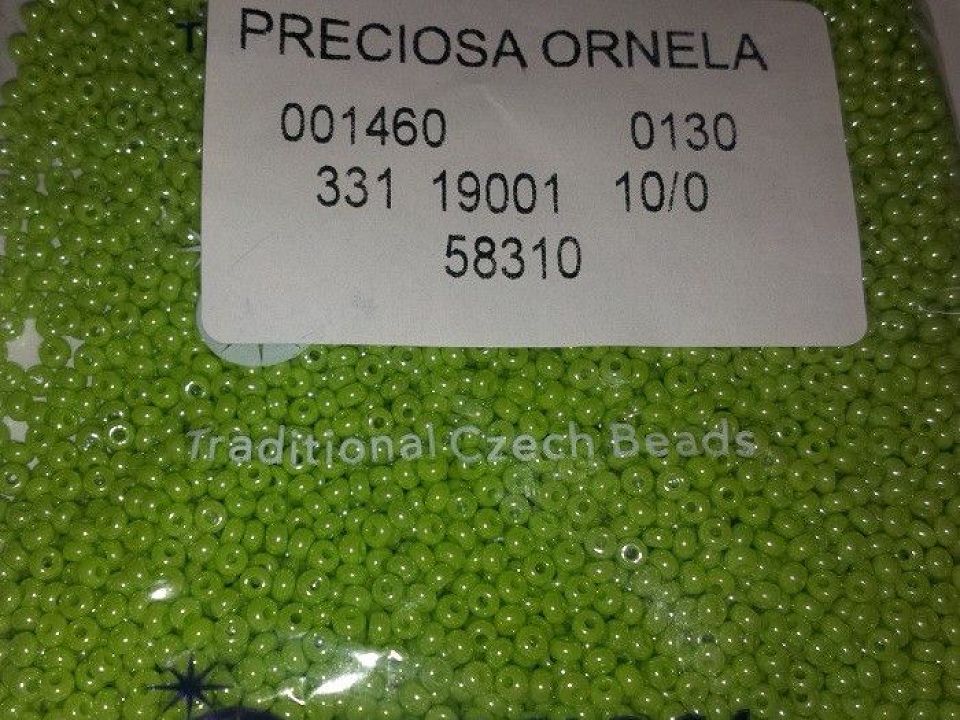 PRECIOSA ORNELA
001460 0130
331 19001 10/0
58310
Traditional Czech Beads